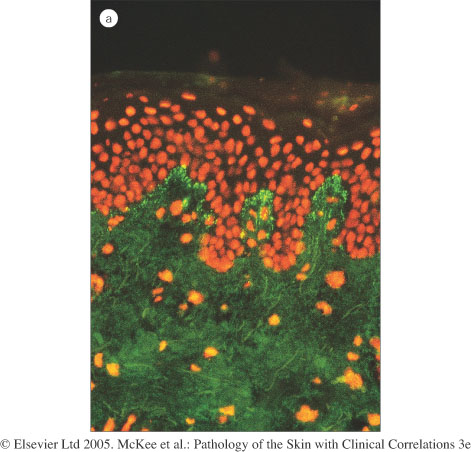 a
© Elsevier Ltd 2005. McKee et al.: Pathology of the Skin with Clinical Correlations 3e